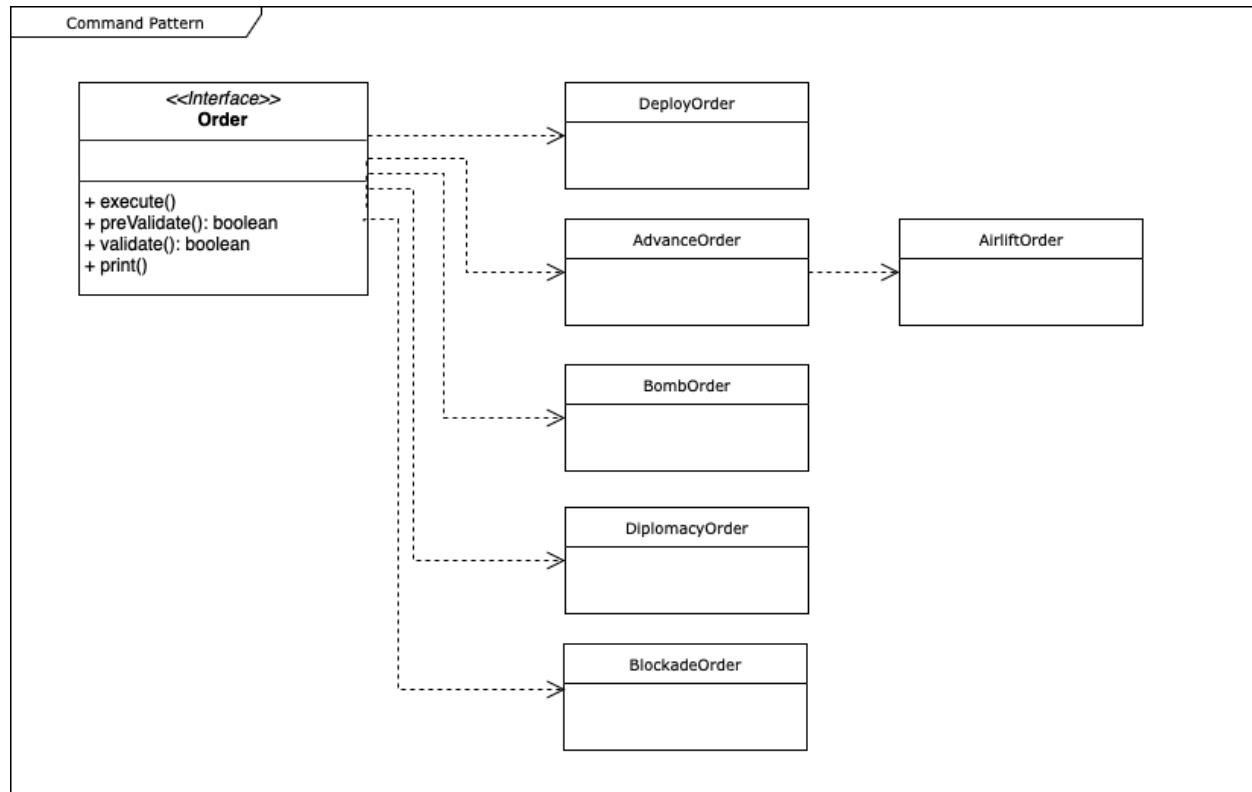 Command Pattern
<<Interface>>
Order
+ execute()
+ preValidate(): boolean
+ validate(): boolean
+ print()
DeployOrder
AdvanceOrder
AirliftOrder
BombOrder
DiplomacyOrder
BlockadeOrder